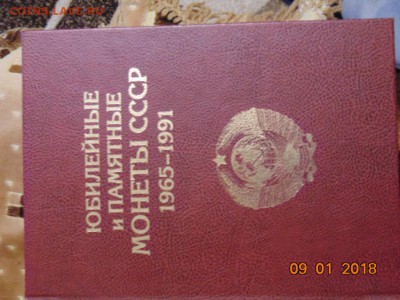 ЮБИЛЕЙНЫЕ
и ПАМЯТНЫЕ
МОНЕТЫ СССР
1965–1991
09 01 2018